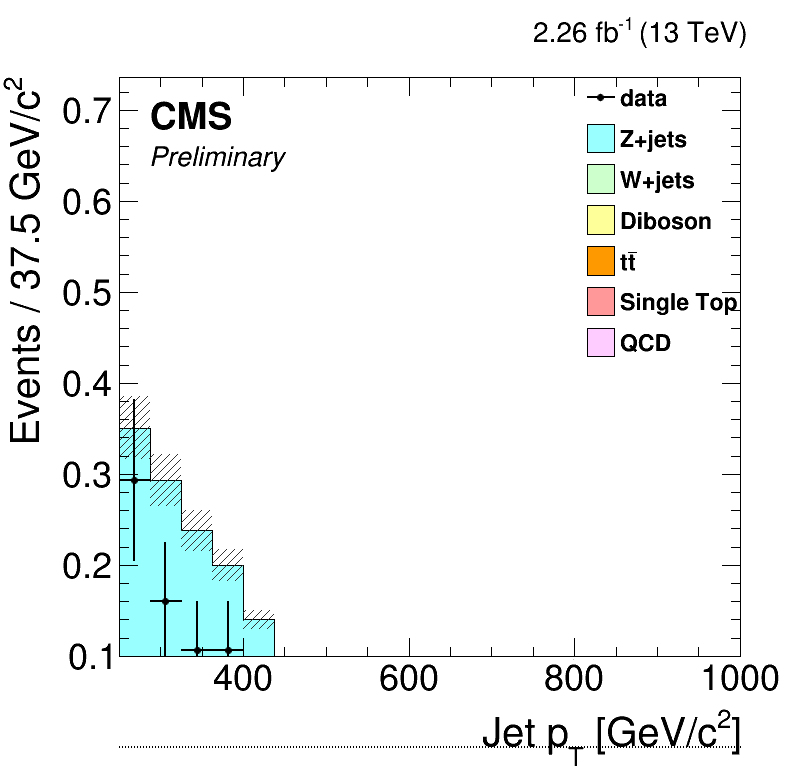 2.26 fb-1 (13 TeV)
CMS
Preliminary
data
Z+jets
W+jets
Diboson
tt̄
Single Top
QCD
Events / 37.5 GeV/c2
0.7
0.6
0.5
0.4
0.3
0.2
0.1
400 600 800 1000
Jet pT [GeV/c2]